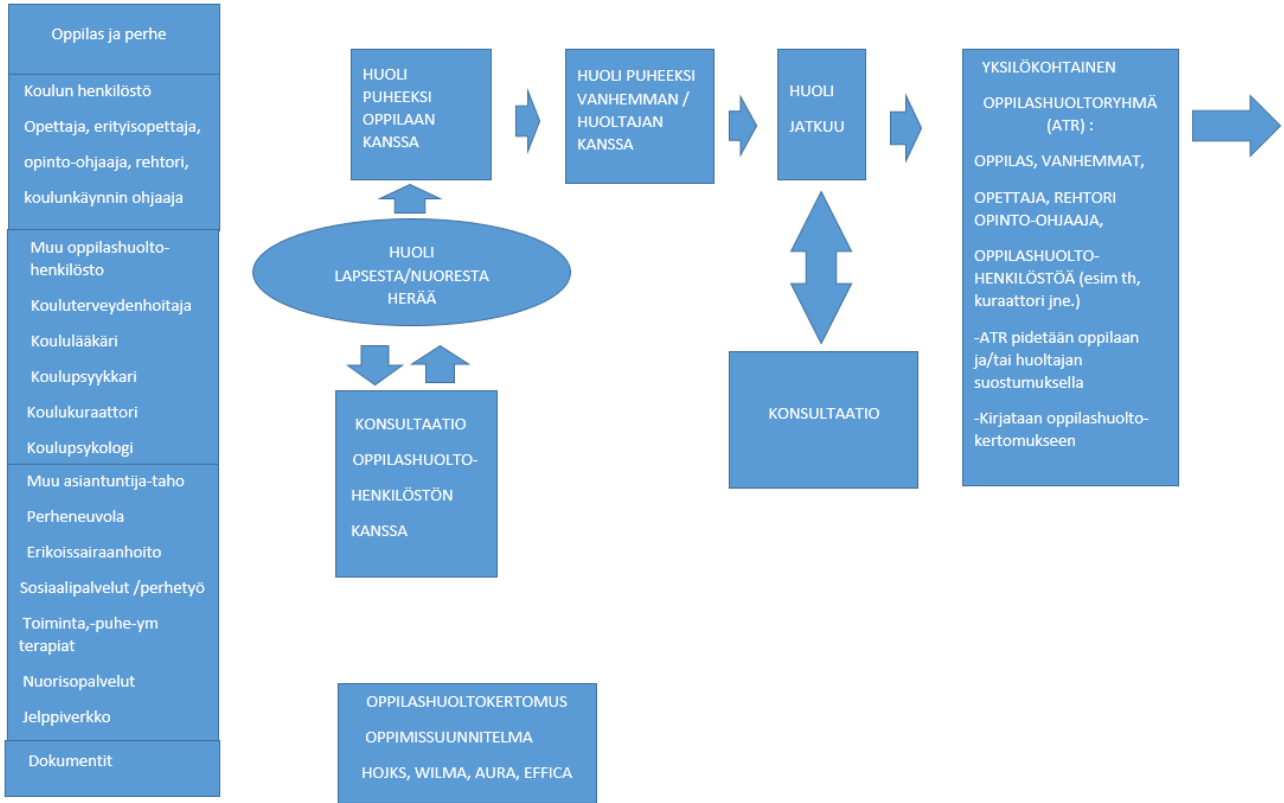 Oppilas ja perhe
Koulun henkilöstö
Opettaja, erityisopettaja,
opinto-ohjaaja, rehtori,
koulunkäynnin ohjaaja
Muu oppilashuolto-
henkilösto
Kouluterveydenhoitaja
Koululääkäri
Koulupsyykkari
Koulukuraattori
Koulupsykologi
Muu asiantuntija-taho
Perheneuvola
Erikoissairaanhoito
Sosiaalipalvelut /perhetyö
Toiminta,-puhe-ym
terapiat
Nuorisopalvelut
Jelppiverkko
Dokumentit
HUOLI
PUHEEKSI
OPPILAAN
KANSSA
HUOLI PUHEEKSI
VANHEMMAN /
HUOLTAJAN
KANSSA
HUOLI
JATKUU
YKSILÖKOHTAINEN
OPPILASHUOLTORYHMÄ
(ATR) :
OPPILAS, VANHEMMAT,
OPETTAJA, REHTORI
OPINTO-OHJAAJA,
OPPILASHUOLTO-
HENKILÖSTÖÄ (esim th,
kuraattori jne.)
-ATR pidetään oppilaan
ja/tai huoltajan
suostumuksella
-Kirjataan oppilashuolto-
kertomukseen
HUOLI
LAPSESTA/NUORESTA
HERÄÄ
KONSULTAATIO
OPPILASHUOLTO-
HENKILÖSTÖN
KANSSA
KONSULTAATIO
OPPILASHUOLTOKERTOMUS
OPPIMISSUUNNITELMA
HOJKS, WILMA, AURA, EFFICA